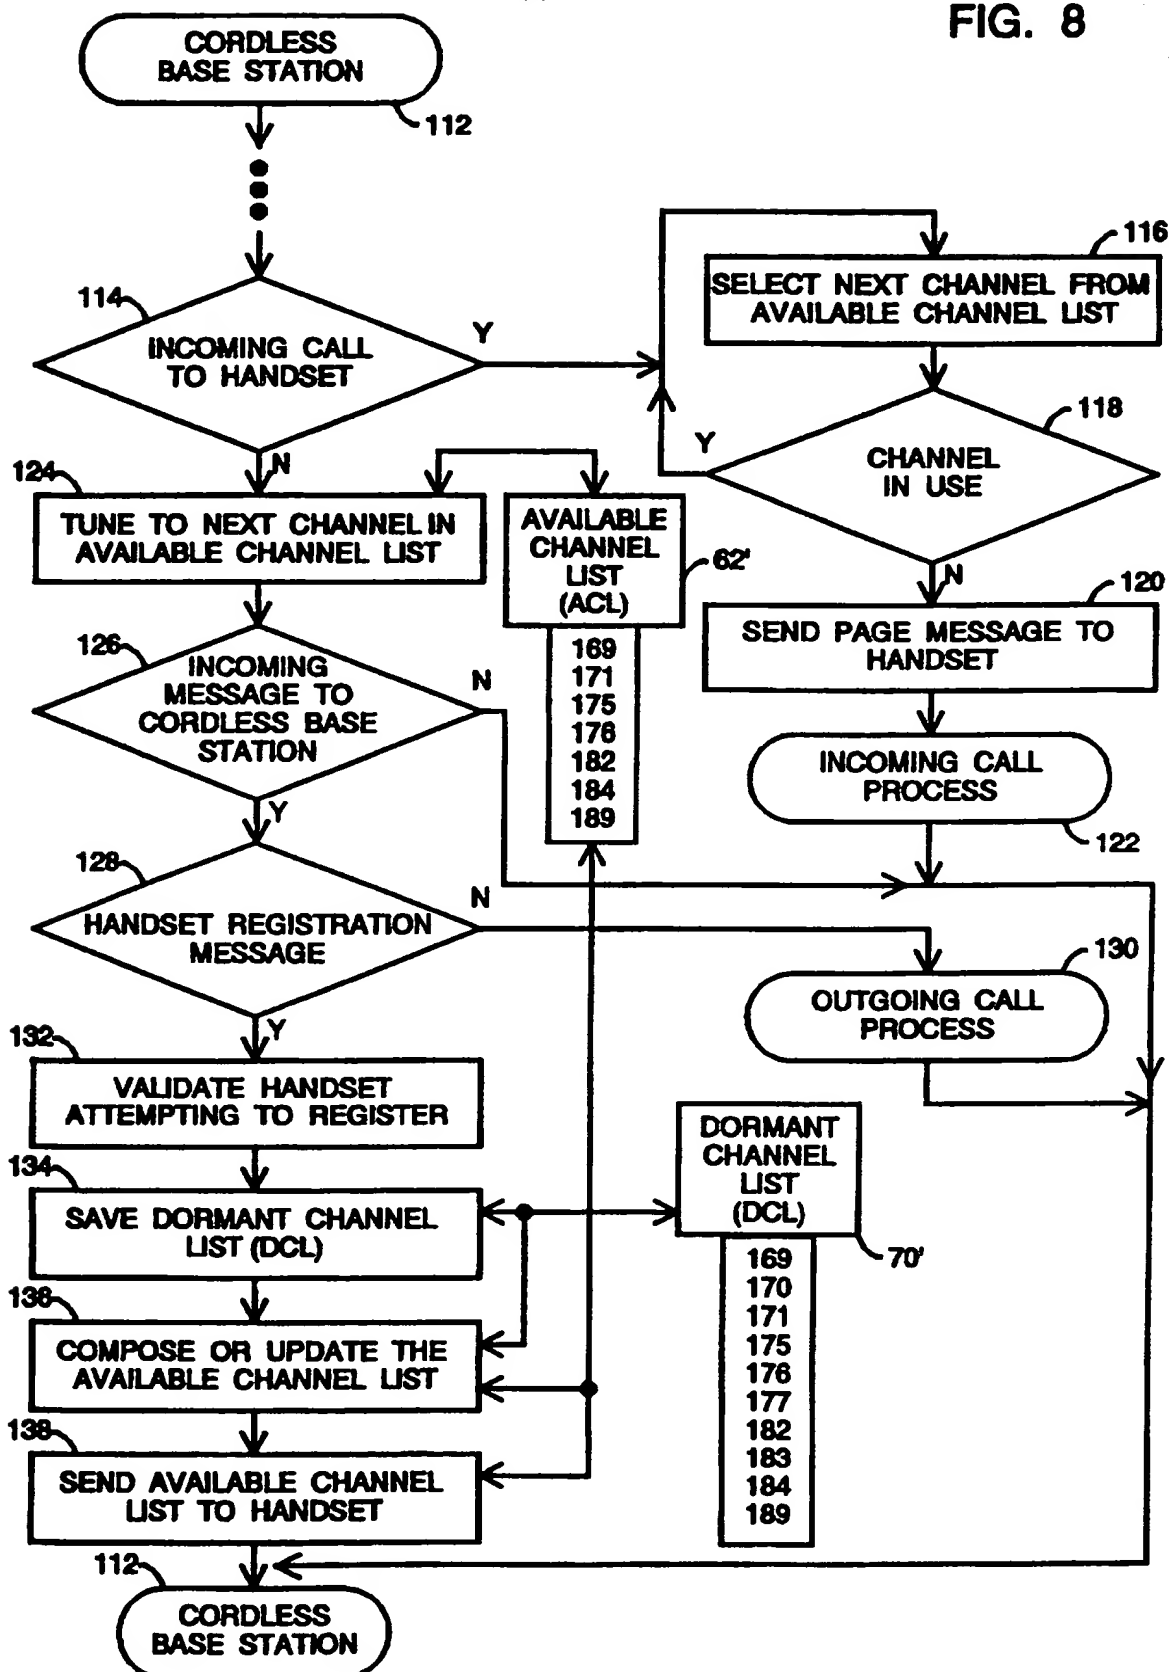 FIG. 8
CORDLESS
BASE STATION
112
114
INCOMING CALL
TO HANDSET
Y
N
116
SELECT NEXT CHANNEL FROM
AVAILABLE CHANNEL LIST
118
CHANNEL
IN USE
Y
N
120
SEND PAGE MESSAGE TO
HANDSET
INCOMING CALL
PROCESS
122
124
TUNE TO NEXT CHANNEL IN
AVAILABLE CHANNEL LIST
AVAILABLE
CHANNEL
LIST
(ACL)
62'
169
171
175
176
182
184
189
126
INCOMING
MESSAGE TO
CORDLESS BASE
STATION
N
Y
128
HANDSET REGISTRATION
MESSAGE
N
Y
130
OUTGOING CALL
PROCESS
132
VALIDATE HANDSET
ATTEMPTING TO REGISTER
134
SAVE DORMANT CHANNEL
LIST (DCL)
DORMANT
CHANNEL
LIST
(DCL)
70'
169
170
171
175
176
177
182
183
184
189
136
COMPOSE OR UPDATE THE
AVAILABLE CHANNEL LIST
138
SEND AVAILABLE CHANNEL
LIST TO HANDSET
112
CORDLESS
BASE STATION